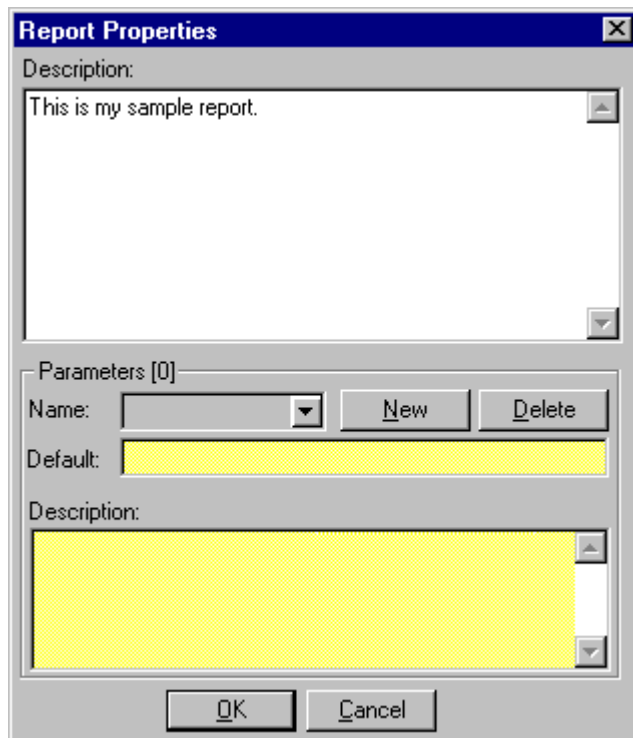 Report Properties
Description:
This is my sample report.
Parameters [0]
Name:
New
Delete
Default:
Description:
OK
Cancel